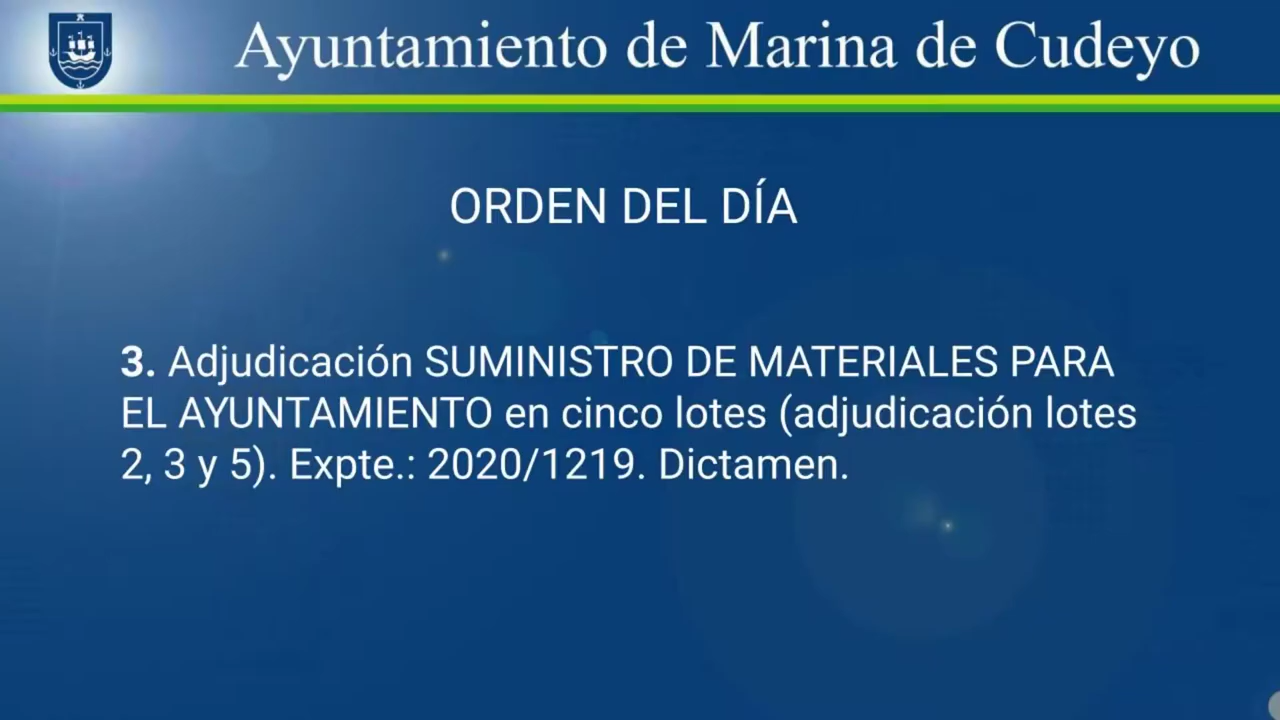 Ayuntamiento de Marina de Cudeyo
ORDEN DEL DÍA
3. Adjudicación SUMINISTRO DE MATERIALES PARA
EL AYUNTAMIENTO en cinco lotes (adjudicación lotes
2, 3 y 5). Expte.: 2020/1219. Dictamen.